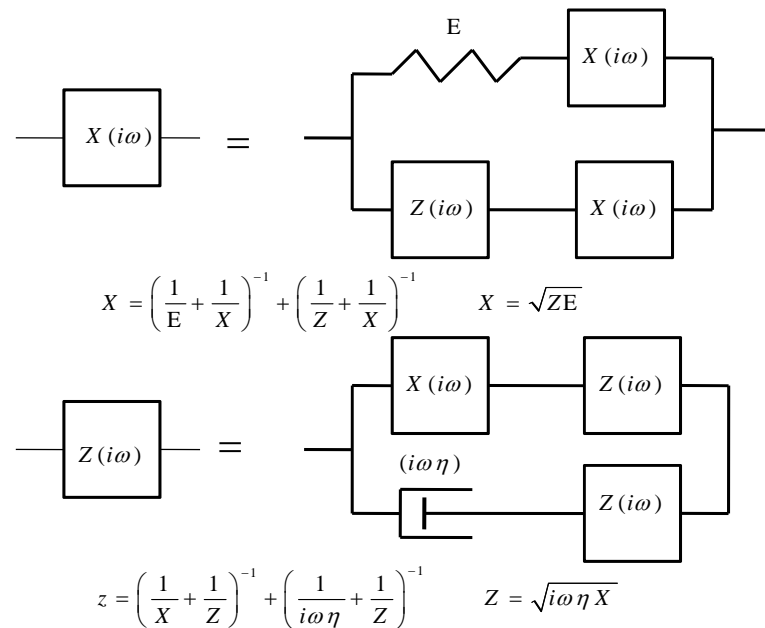 E
X(iω)
X(iω) =
Z(iω) X(iω)
X = (1/E + 1/X)^{-1} + (1/Z + 1/X)^{-1} X = √(ZE)
X(iω) Z(iω)
Z(iω) =
(iωη)
Z(iω)
z = (1/X + 1/Z)^{-1} + (1/iωη + 1/Z)^{-1} Z = √(iωη X)